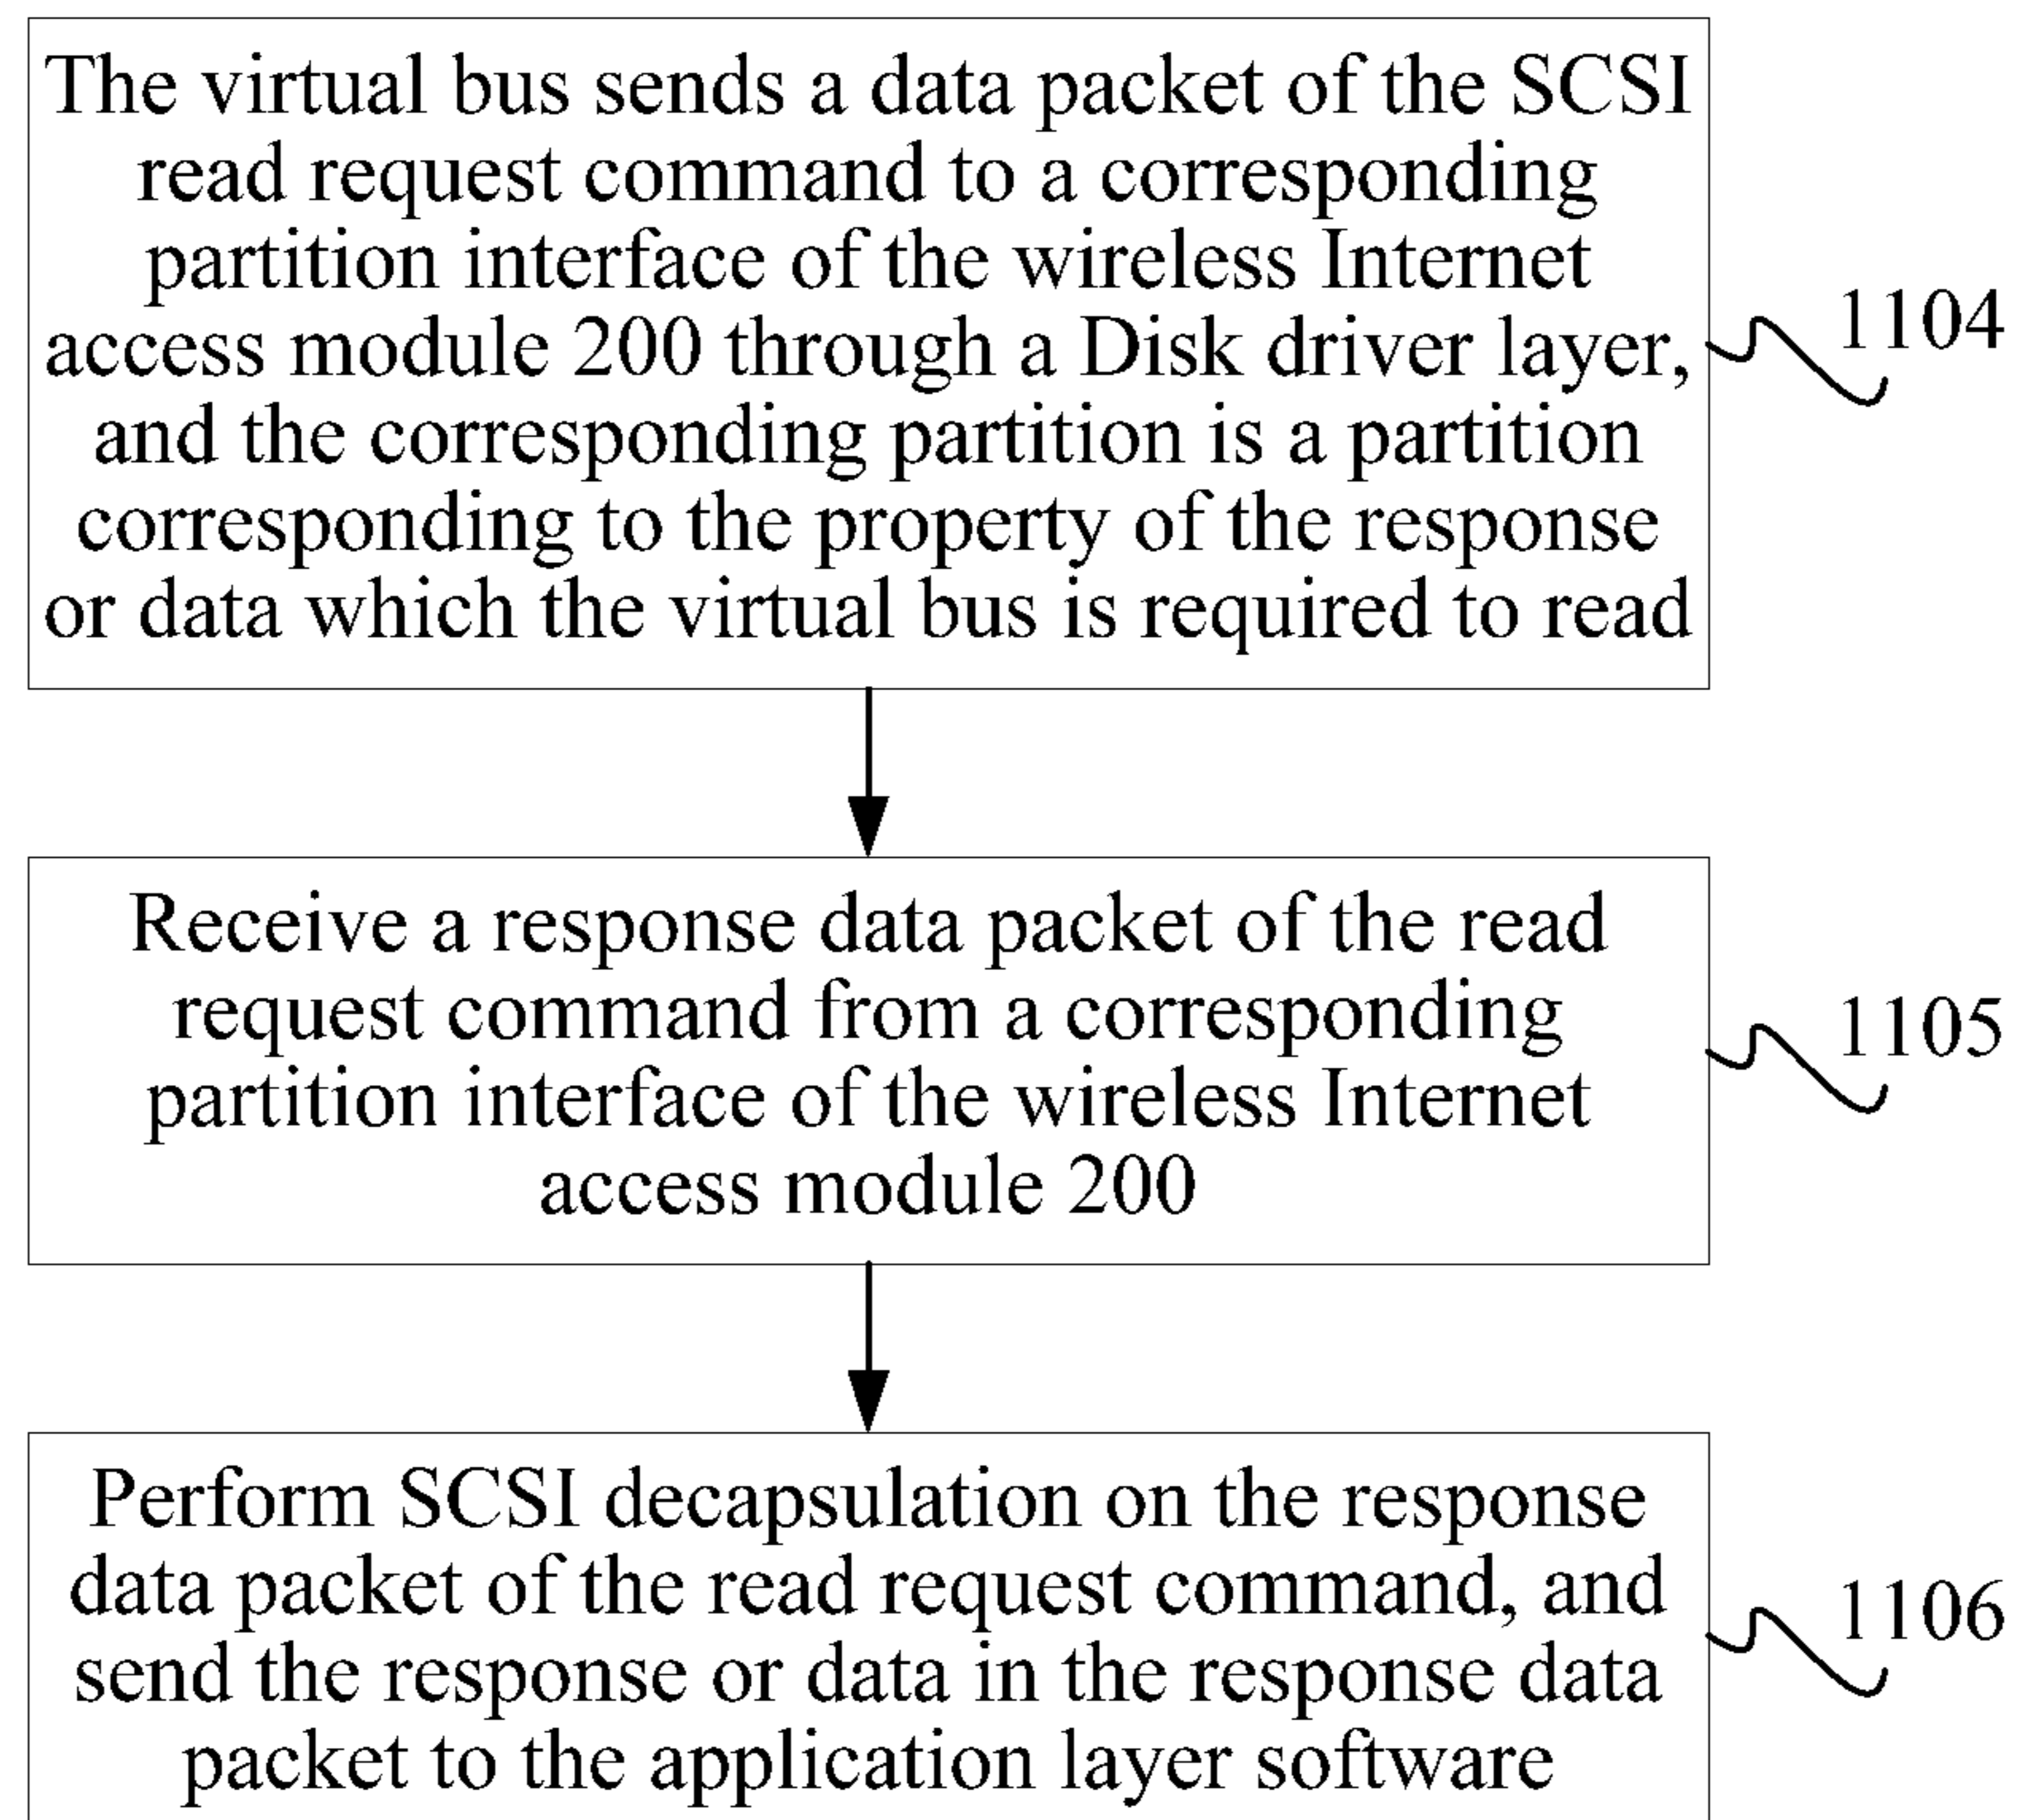 The virtual bus sends a data packet of the SCSI
read request command to a corresponding
partition interface of the wireless Internet
access module 200 through a Disk driver layer,
and the corresponding partition is a partition
corresponding to the property of the response
or data which the virtual bus is required to read
1104
Receive a response data packet of the read
request command from a corresponding
partition interface of the wireless Internet
access module 200
1105
Perform SCSI decapsulation on the response
data packet of the read request command, and
send the response or data in the response data
packet to the application layer software
1106